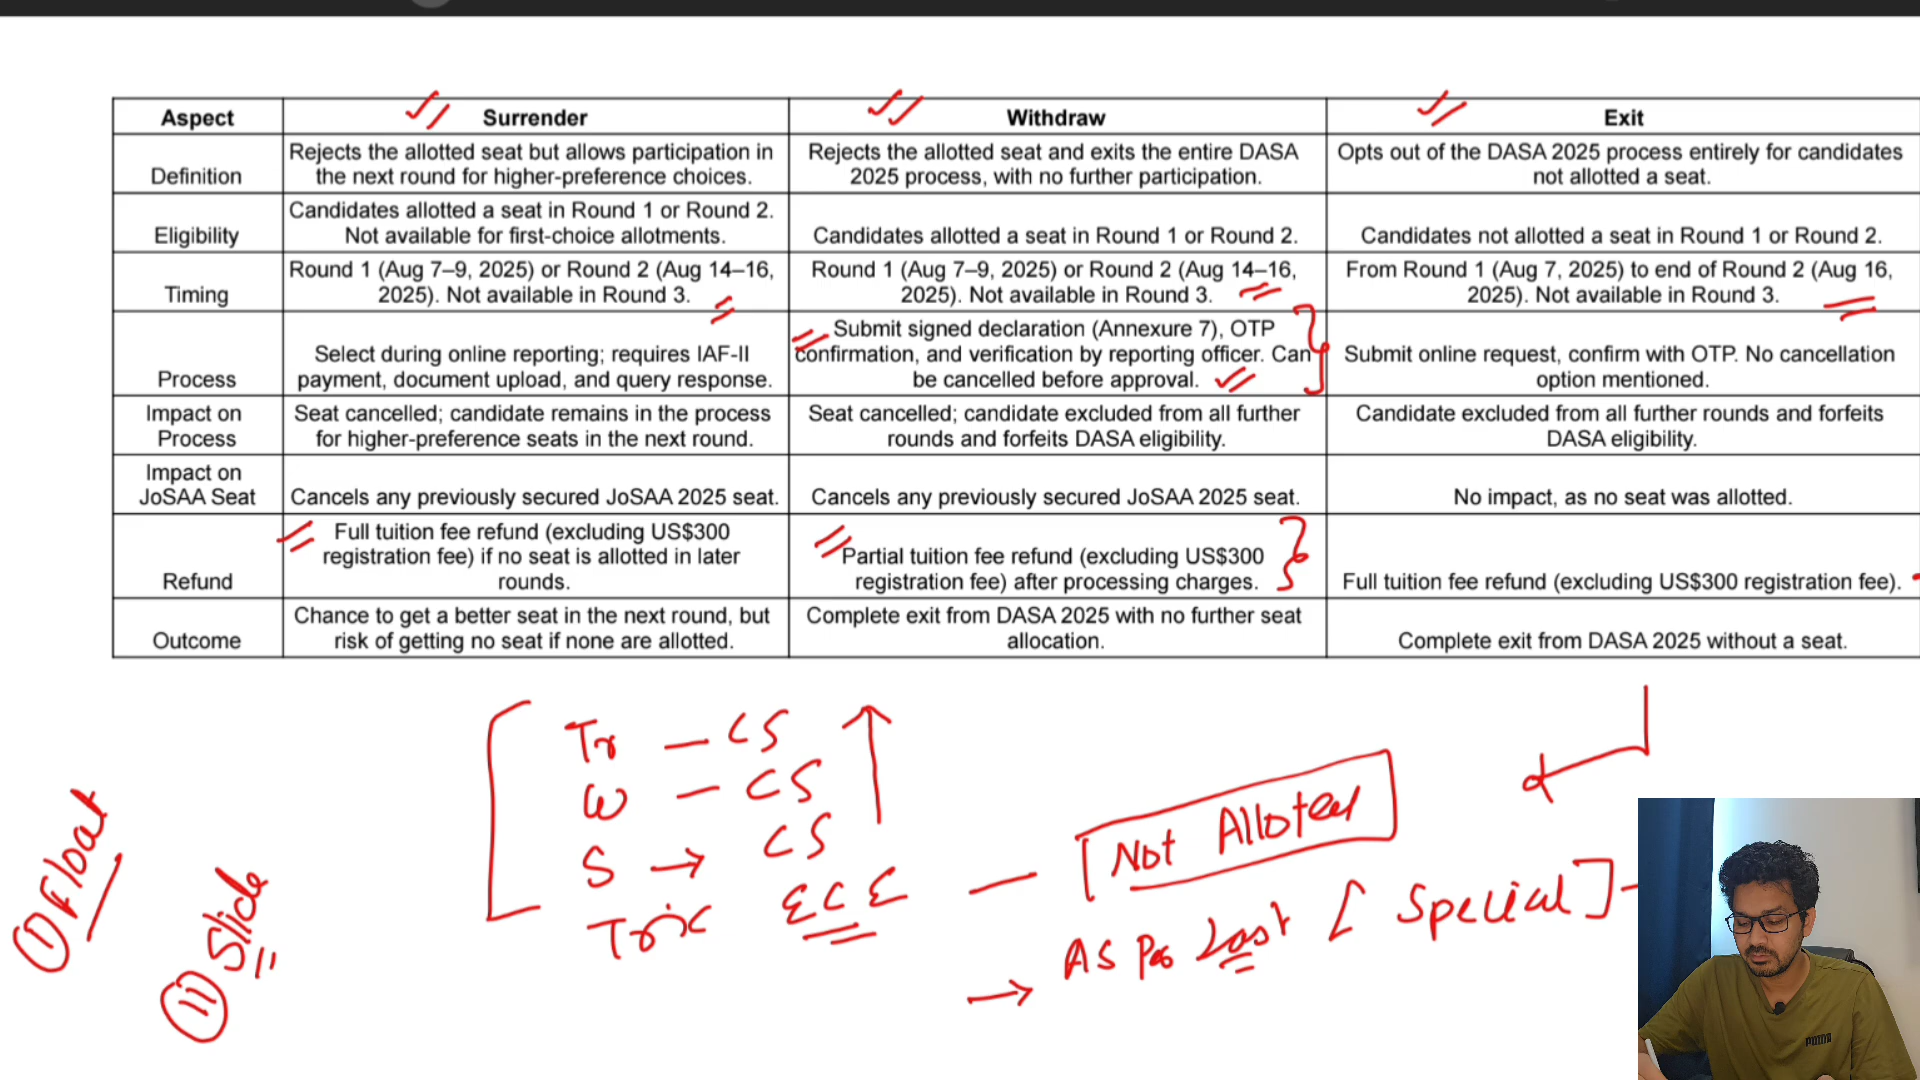 Aspect Surrender Withdraw Exit
Definition
Rejects the allotted seat but allows participation in
the next round for higher-preference choices.
Rejects the allotted seat and exits the entire DASA
2025 process, with no further participation.
Opts out of the DASA 2025 process entirely for candidates
not allotted a seat.
Eligibility
Candidates allotted a seat in Round 1 or Round 2.
Not available for first-choice allotments.
Candidates allotted a seat in Round 1 or Round 2.
Candidates not allotted a seat in Round 1 or Round 2.
Timing
Round 1 (Aug 7–9, 2025) or Round 2 (Aug 14–16,
2025). Not available in Round 3.
Round 1 (Aug 7–9, 2025) or Round 2 (Aug 14–16,
2025). Not available in Round 3.
From Round 1 (Aug 7, 2025) to end of Round 2 (Aug 16,
2025). Not available in Round 3.
Process
Select during online reporting; requires IAF-II
payment, document upload, and query response.
Submit signed declaration (Annexure 7), OTP
confirmation, and verification by reporting officer. Can
be cancelled before approval.
Submit online request, confirm with OTP. No cancellation
option mentioned.
Impact on
Process
Seat cancelled; candidate remains in the process
for higher-preference seats in the next round.
Seat cancelled; candidate excluded from all further
rounds and forfeits DASA eligibility.
Candidate excluded from all further rounds and forfeits
DASA eligibility.
Impact on
JoSAA Seat
Cancels any previously secured JoSAA 2025 seat.
Cancels any previously secured JoSAA 2025 seat.
No impact, as no seat was allotted.
Refund
Full tuition fee refund (excluding US$300
registration fee) if no seat is allotted in later
rounds.
Partial tuition fee refund (excluding US$300
registration fee) after processing charges.
Full tuition fee refund (excluding US$300 registration fee).
Outcome
Chance to get a better seat in the next round, but
risk of getting no seat if none are allotted.
Complete exit from DASA 2025 with no further seat
allocation.
Complete exit from DASA 2025 without a seat.
Tr — CS
W — CS
S → CS
ECE
[Not Alloted
→ As Per Last [Special]
(i) Float
(ii) Slide
PUMA